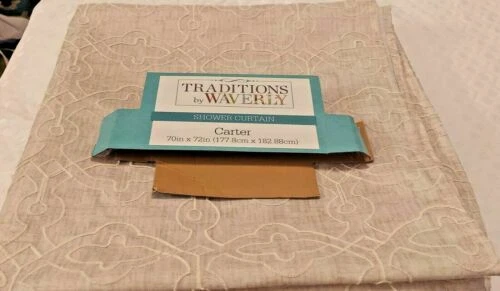 TRADITIONS
by WAVERLY
SHOWER CURTAIN
Carter
70in x 72in (177.8cm x 182.88cm)